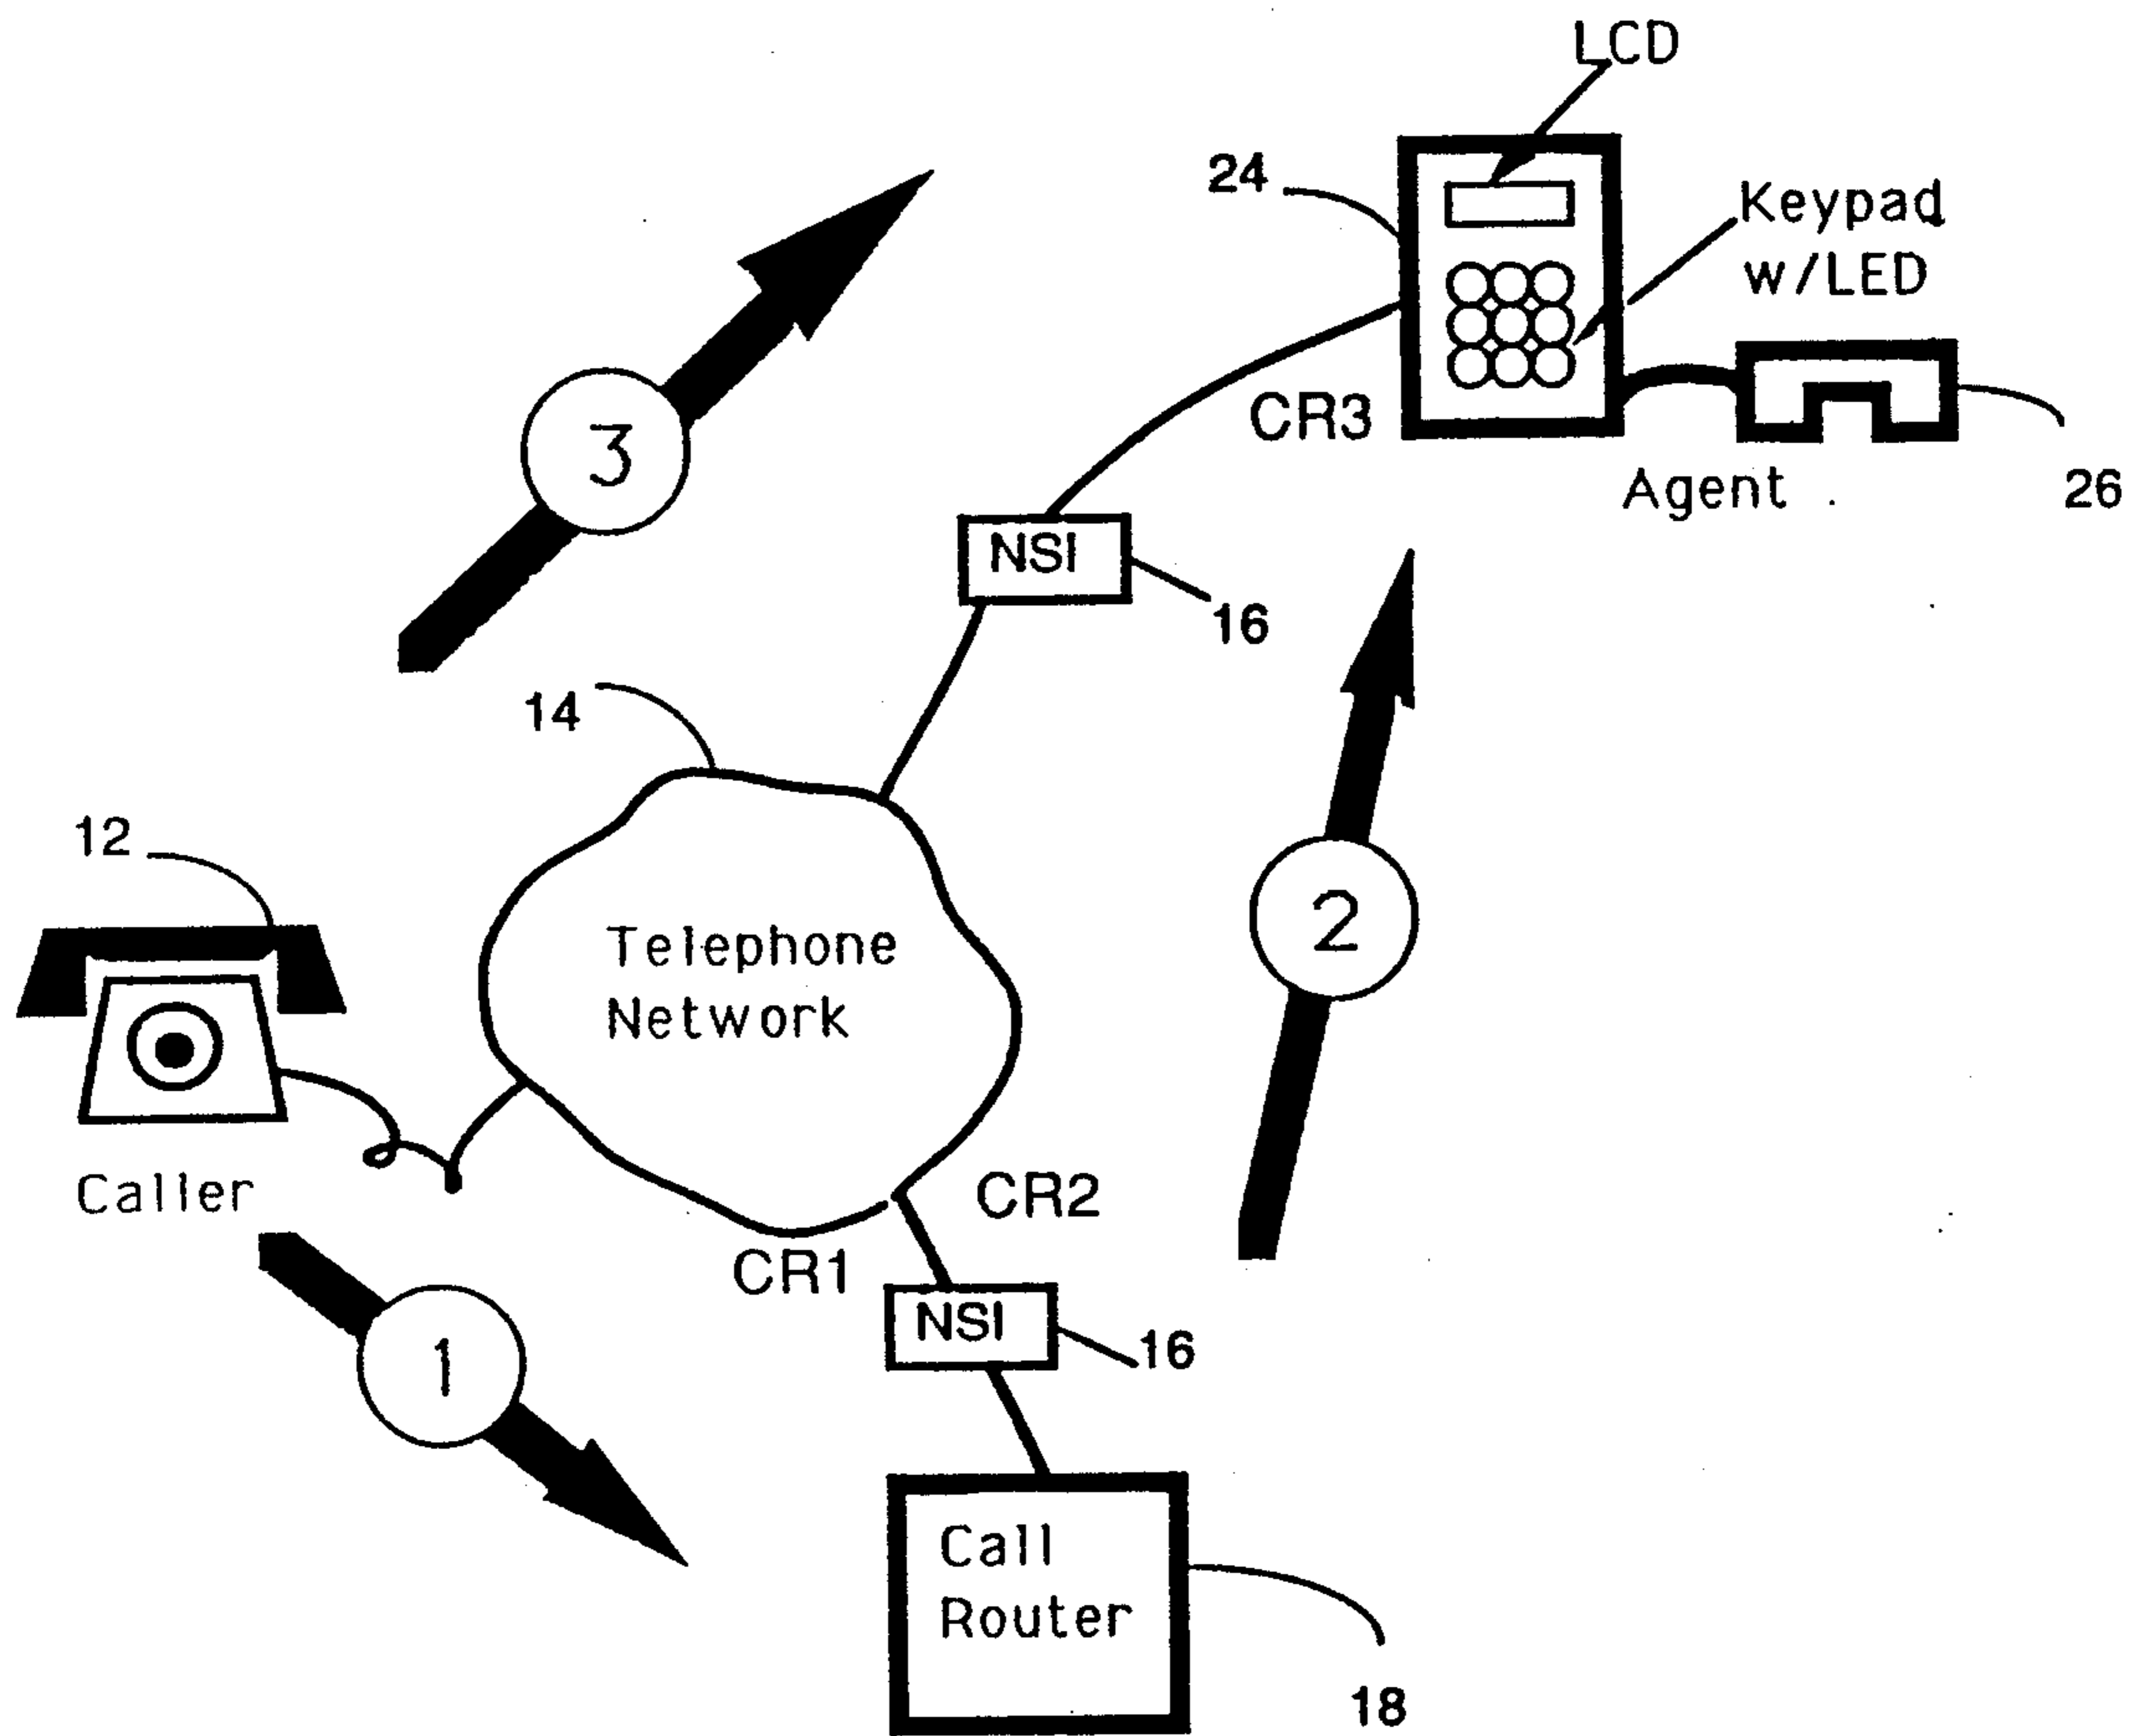 LCD
24
Keypad
w/LED
3
CR3
Agent
26
NSI
16
14
12
2
Telephone
Network
Caller
CR2
CR1
NSI
16
1
Call
Router
18